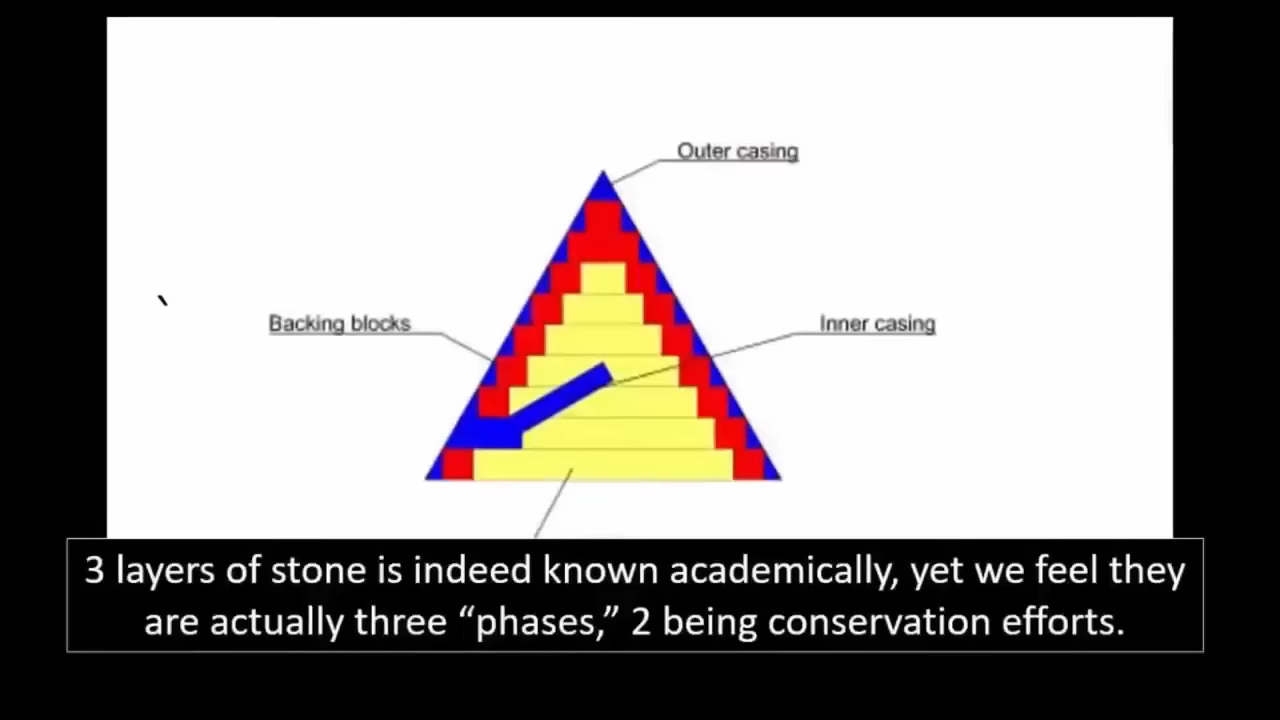 Outer casing
Backing blocks
Inner casing
`
3 layers of stone is indeed known academically, yet we feel they
are actually three “phases,” 2 being conservation efforts.